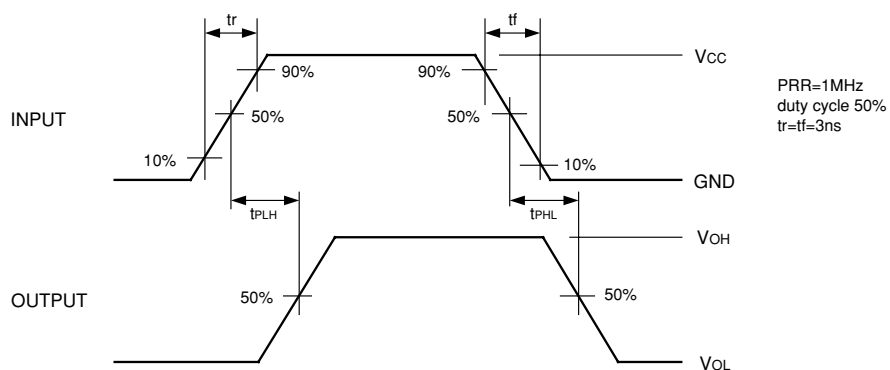 tr
tf
VCC
90%
90%
PRR=1MHz
duty cycle 50%
tr=tf=3ns
INPUT
50%
50%
10%
10%
GND
tPLH
tPHL
VOH
OUTPUT
50%
50%
VOL